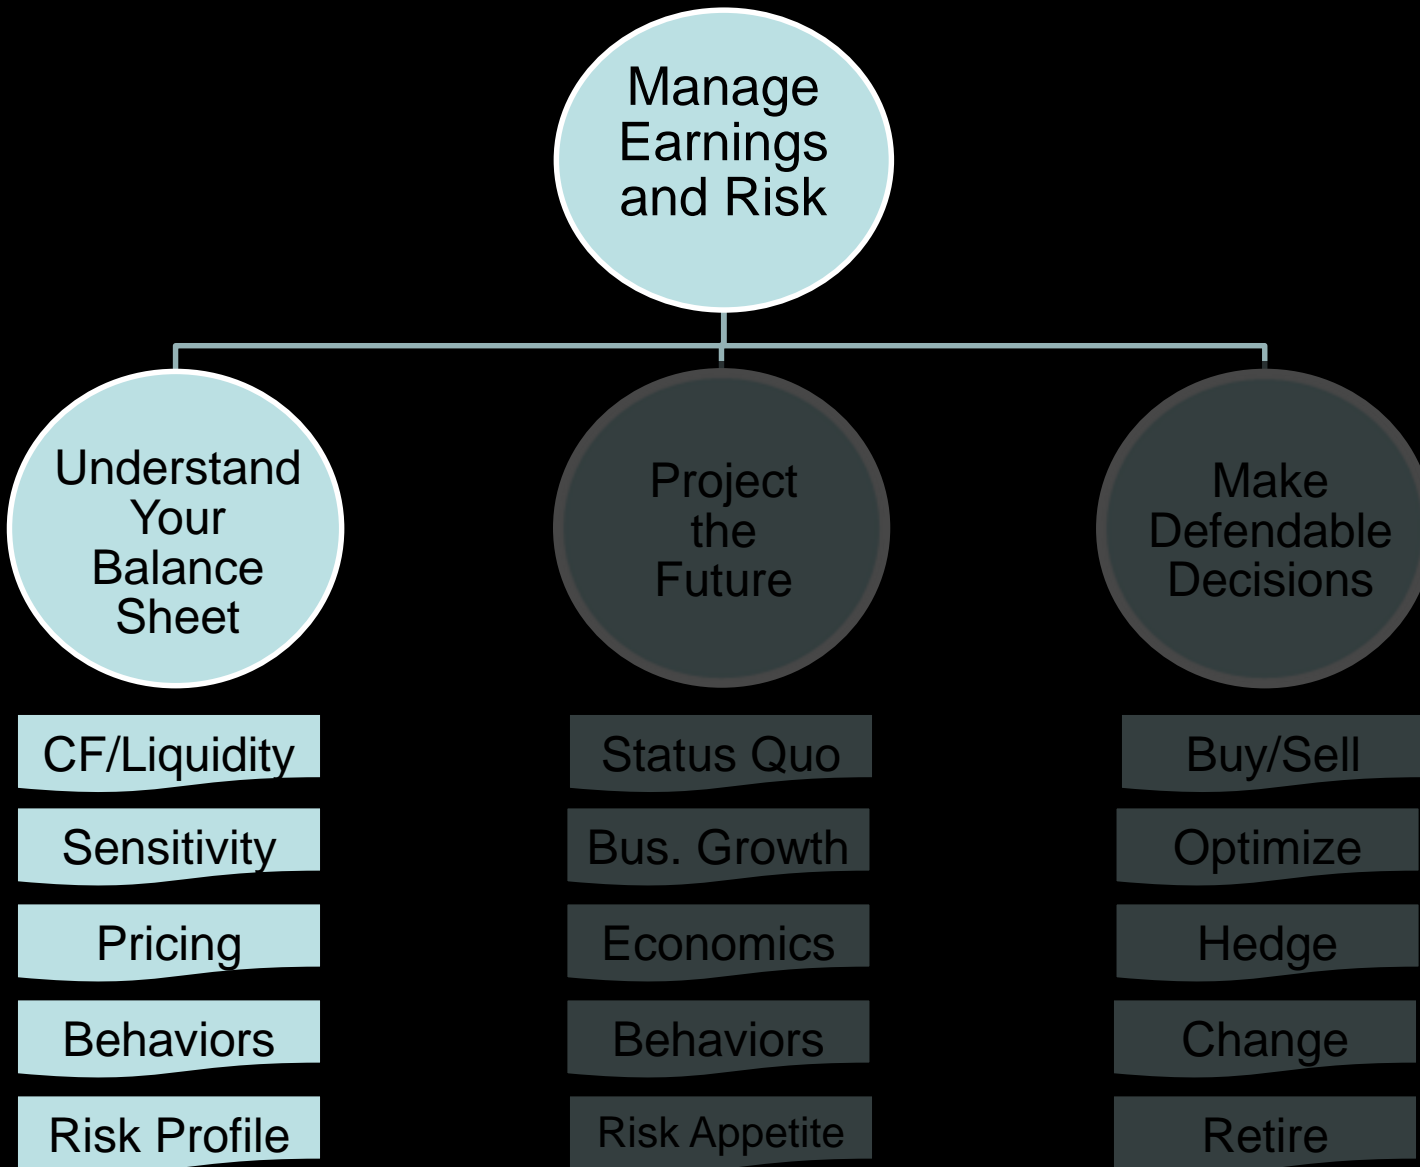 Manage
Earnings
and Risk
Understand
Your
Balance
Sheet
Project
the
Future
Make
Defendable
Decisions
CF/Liquidity
Status Quo
Buy/Sell
Sensitivity
Bus. Growth
Optimize
Pricing
Economics
Hedge
Behaviors
Behaviors
Change
Risk Profile
Risk Appetite
Retire